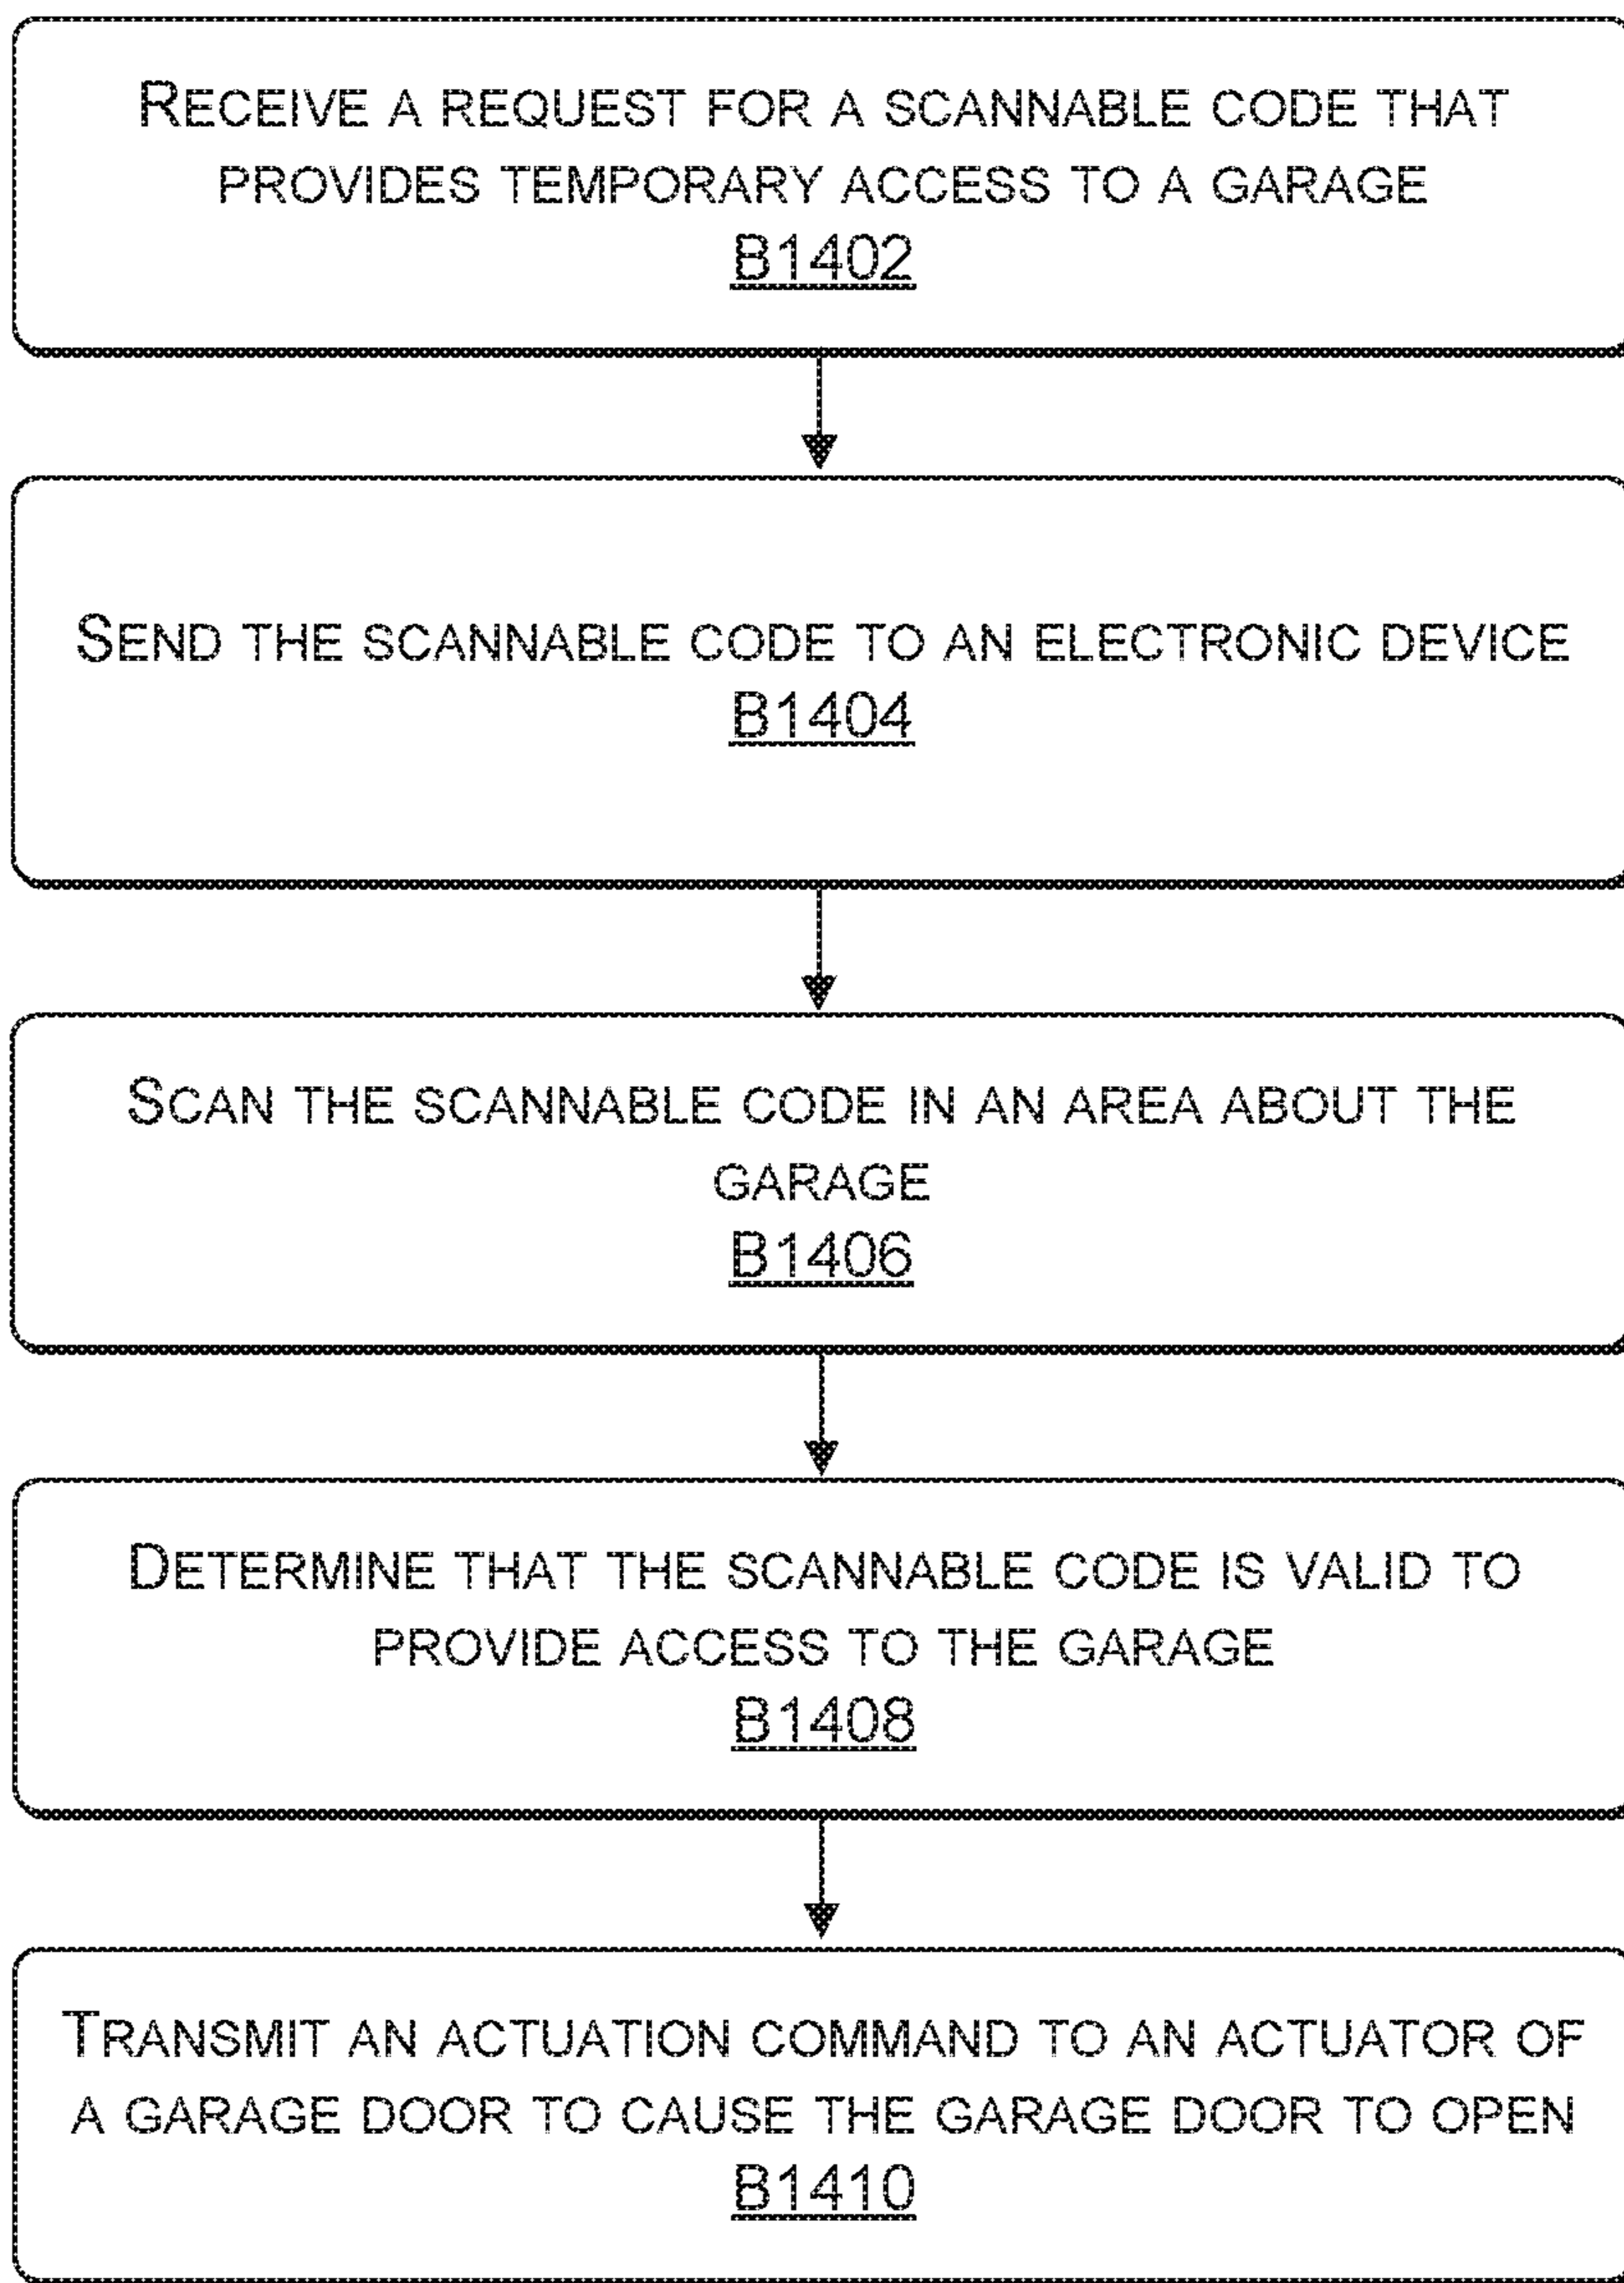 RECEIVE A REQUEST FOR A SCANNABLE CODE THAT
PROVIDES TEMPORARY ACCESS TO A GARAGE
B1402
SEND THE SCANNABLE CODE TO AN ELECTRONIC DEVICE
B1404
SCAN THE SCANNABLE CODE IN AN AREA ABOUT THE
GARAGE
B1406
DETERMINE THAT THE SCANNABLE CODE IS VALID TO
PROVIDE ACCESS TO THE GARAGE
B1408
TRANSMIT AN ACTUATION COMMAND TO AN ACTUATOR OF
A GARAGE DOOR TO CAUSE THE GARAGE DOOR TO OPEN
B1410